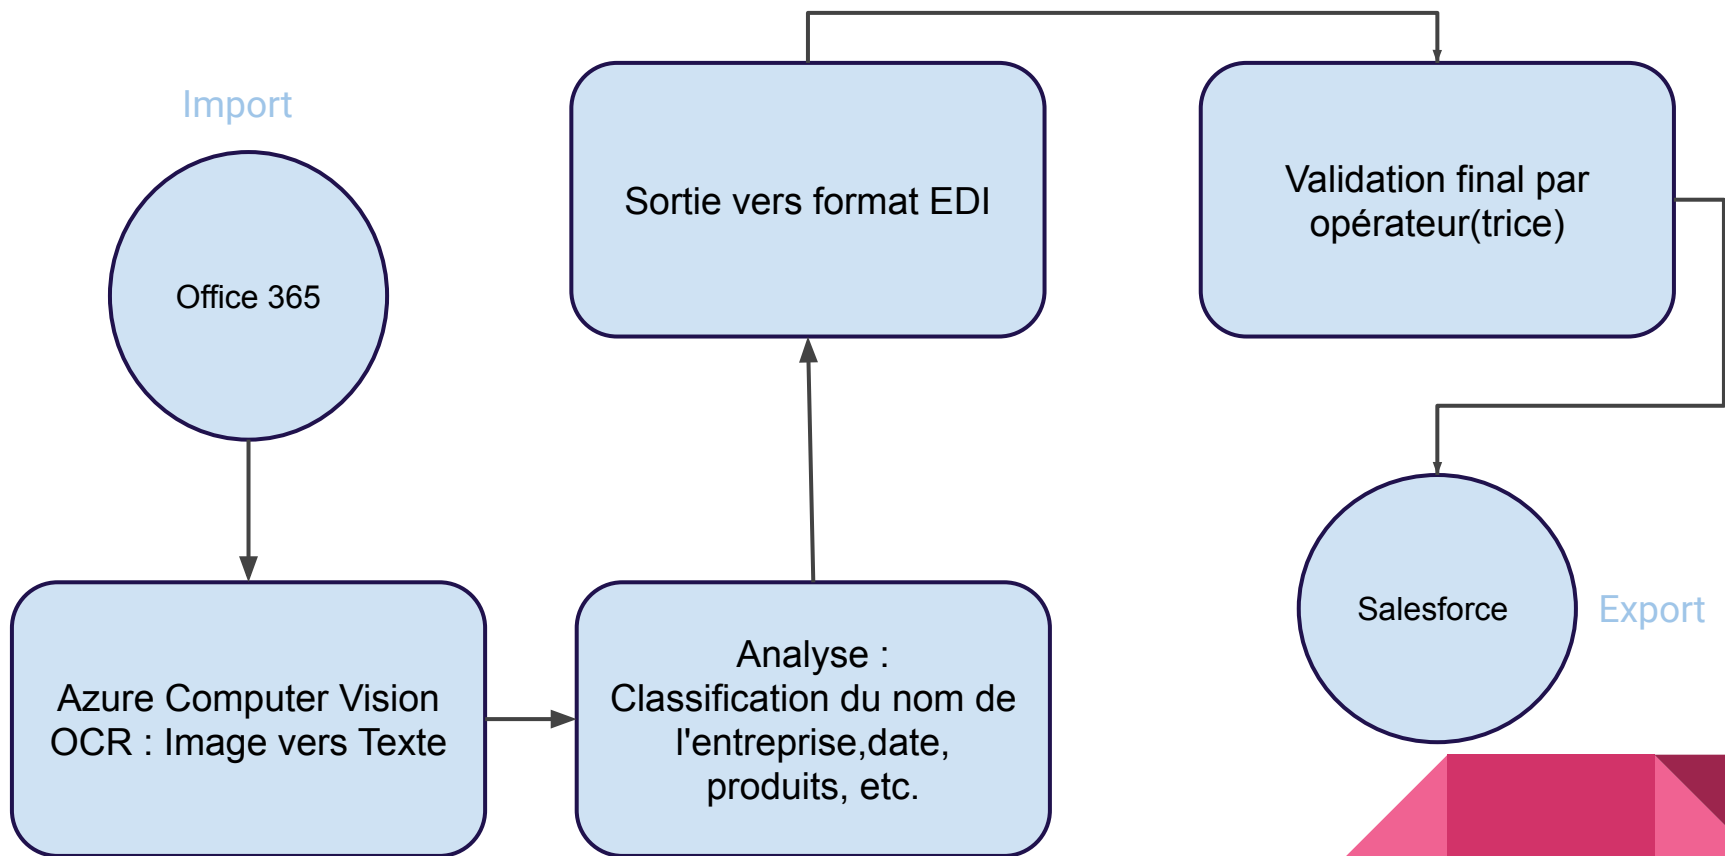 Import
Office 365
Azure Computer Vision
OCR : Image vers Texte
Analyse :
Classification du nom de
l'entreprise,date,
produits, etc.
Sortie vers format EDI
Validation final par
opérateur(trice)
Salesforce
Export